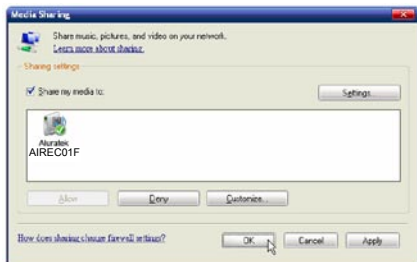 Media Sharing
Share music, pictures, and video on your network.
Learn more about sharing.
Sharing settings
Share my media to:
Settings
Aluratek
AIREC01F
Allow
Deny
Customize...
How does sharing change firewall settings?
OK
Cancel
Apply